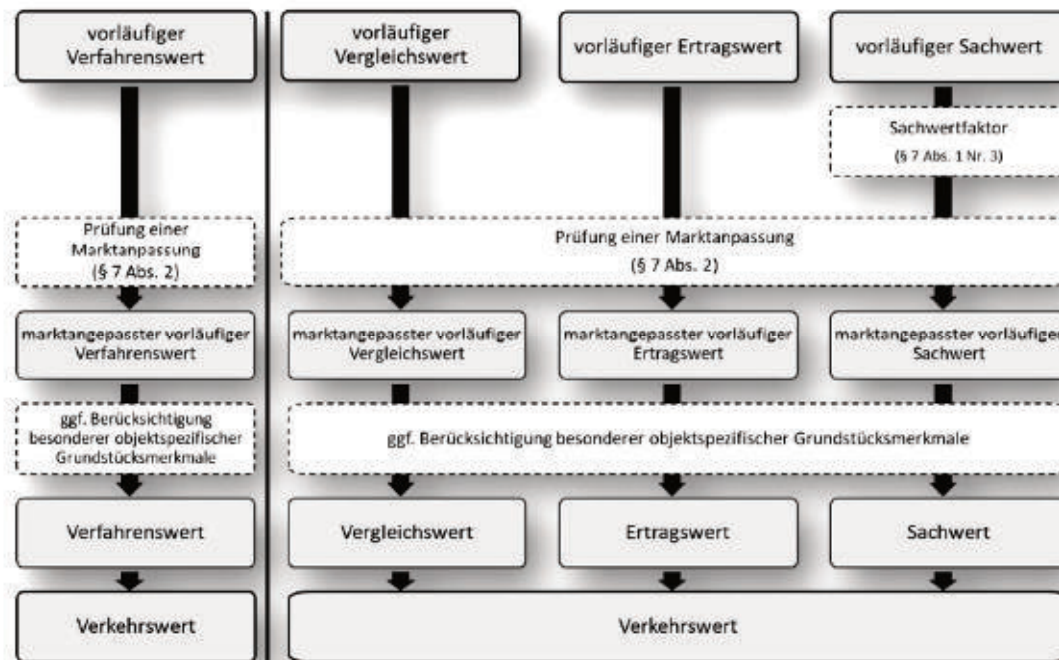 vorläufiger
Verfahrenswert
vorläufiger
Vergleichswert
vorläufiger Ertragswert
vorläufiger Sachwert
Sachwertfaktor
(§ 7 Abs. 1 Nr. 3)
Prüfung einer
Marktanpassung
(§ 7 Abs. 2)
Prüfung einer Marktanpassung
(§ 7 Abs. 2)
marktangepasster vorläufiger
Verfahrenswert
marktangepasster vorläufiger
Vergleichswert
marktangepasster vorläufiger
Ertragswert
marktangepasster vorläufiger
Sachwert
ggf. Berücksichtigung
besonderer objektspezifischer
Grundstücksmerkmale
ggf. Berücksichtigung besonderer objektspezifischer Grundstücksmerkmale
Verfahrenswert
Vergleichswert
Ertragswert
Sachwert
Verkehrswert
Verkehrswert